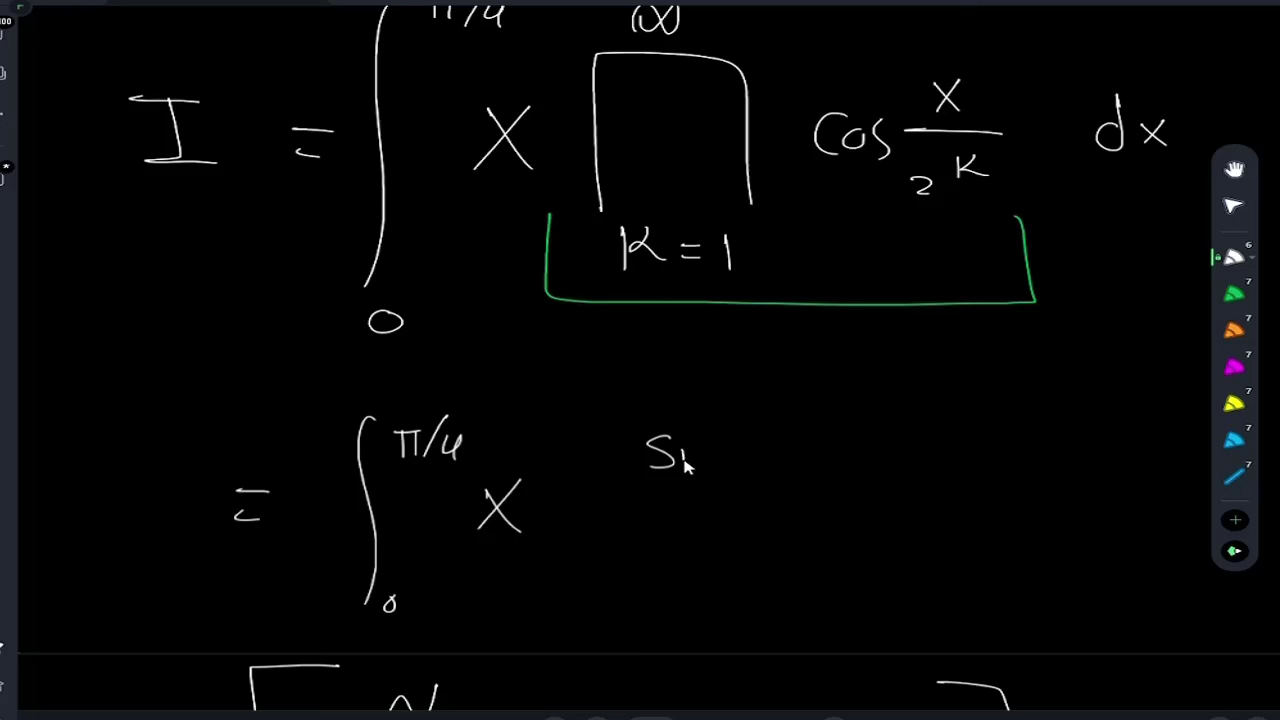 π/4 ∞
I = ∫ X ∏ cos x/2^K dx
K = 1
0
= ∫ π/4 X S
0
N